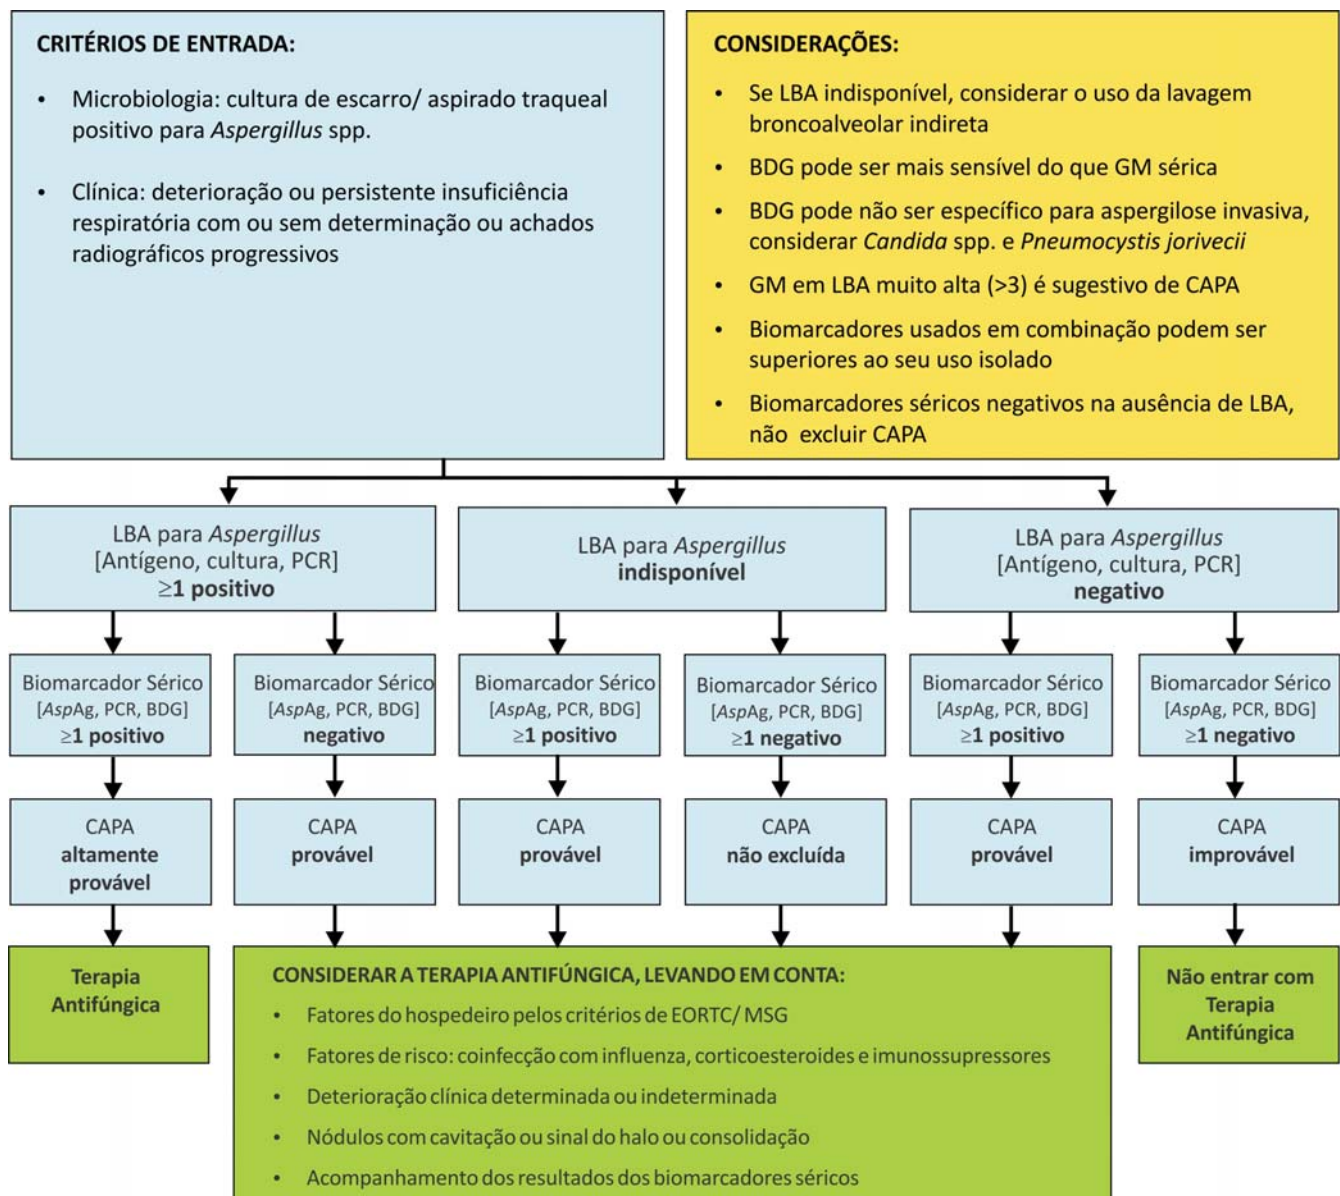 CRITÉRIOS DE ENTRADA:
• Microbiologia: cultura de escarro/ aspirado traqueal
positivo para Aspergillus spp.
• Clínica: deterioração ou persistente insuficiência
respiratória com ou sem determinação ou achados
radiográficos progressivos
CONSIDERAÇÕES:
• Se LBA indisponível, considerar o uso da lavagem
broncoalveolar indireta
• BDG pode ser mais sensível do que GM sérica
• BDG pode não ser específico para aspergilose invasiva,
considerar Candida spp. e Pneumocystis jorivecii
• GM em LBA muito alta (>3) é sugestivo de CAPA
• Biomarcadores usados em combinação podem ser
superiores ao seu uso isolado
• Biomarcadores séricos negativos na ausência de LBA,
não excluir CAPA
LBA para Aspergillus
[Antígeno, cultura, PCR]
≥1 positivo
LBA para Aspergillus
indisponível
LBA para Aspergillus
[Antígeno, cultura, PCR]
negativo
Biomarcador Sérico
[AspAg, PCR, BDG]
≥1 positivo
Biomarcador Sérico
[AspAg, PCR, BDG]
negativo
Biomarcador Sérico
[AspAg, PCR, BDG]
≥1 positivo
Biomarcador Sérico
[AspAg, PCR, BDG]
≥1 negativo
Biomarcador Sérico
[AspAg, PCR, BDG]
≥1 positivo
Biomarcador Sérico
[AspAg, PCR, BDG]
≥1 negativo
CAPA
altamente
provável
CAPA
provável
CAPA
provável
CAPA
não excluída
CAPA
provável
CAPA
improvável
Terapia
Antifúngica
CONSIDERAR A TERAPIA ANTIFÚNGICA, LEVANDO EM CONTA:
• Fatores do hospedeiro pelos critérios de EORTC/ MSG
• Fatores de risco: coinfecção com influenza, corticoesteroides e imunossupressores
• Deterioração clínica determinada ou indeterminada
• Nódulos com cavitação ou sinal do halo ou consolidação
• Acompanhamento dos resultados dos biomarcadores séricos
Não entrar com
Terapia
Antifúngica